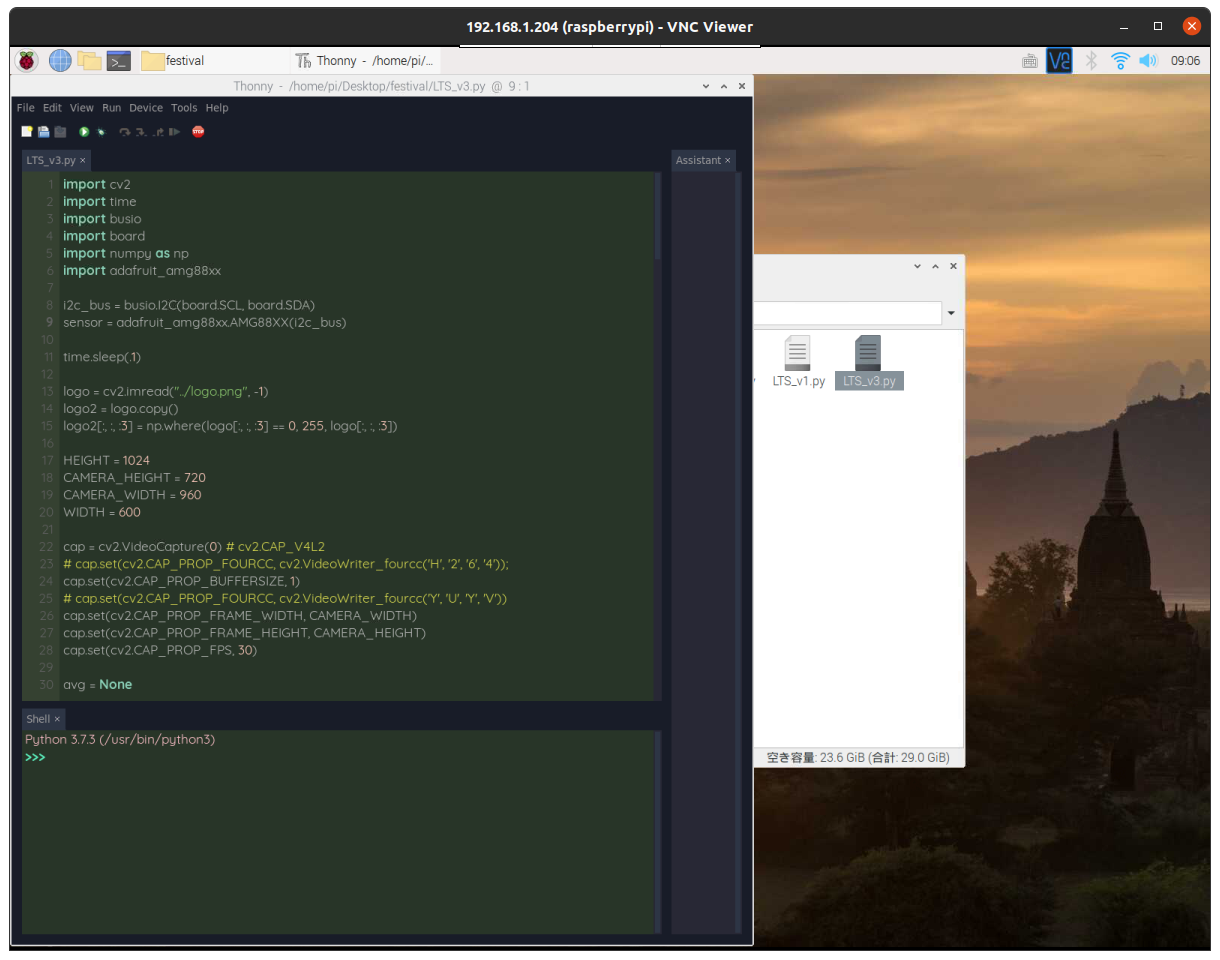 192.168.1.204 (raspberrypi) - VNC Viewer
festival
Thonny - /home/pi/...
09:06
Thonny - /home/pi/Desktop/festival/LTS_v3.py @ 9 : 1
File Edit View Run Device Tools Help
STOP
LTS_v3.py ×
Assistant ×
1 import cv2
2 import time
3 import busio
4 import board
5 import numpy as np
6 import adafruit_amg88xx
7
8 i2c_bus = busio.I2C(board.SCL, board.SDA)
9 sensor = adafruit_amg88xx.AMG88XX(i2c_bus)
10
11 time.sleep(.1)
12
13 logo = cv2.imread("../logo.png", -1)
14 logo2 = logo.copy()
15 logo2[:, :, :3] = np.where(logo[:, :, :3] == 0, 255, logo[:, :, :3])
16
17 HEIGHT = 1024
18 CAMERA_HEIGHT = 720
19 CAMERA_WIDTH = 960
20 WIDTH = 600
21
22 cap = cv2.VideoCapture(0) # cv2.CAP_V4L2
23 # cap.set(cv2.CAP_PROP_FOURCC, cv2.VideoWriter_fourcc('H', '2', '6', '4'));
24 cap.set(cv2.CAP_PROP_BUFFERSIZE, 1)
25 # cap.set(cv2.CAP_PROP_FOURCC, cv2.VideoWriter_fourcc('Y', 'U', 'Y', 'V'))
26 cap.set(cv2.CAP_PROP_FRAME_WIDTH, CAMERA_WIDTH)
27 cap.set(cv2.CAP_PROP_FRAME_HEIGHT, CAMERA_HEIGHT)
28 cap.set(cv2.CAP_PROP_FPS, 30)
29
30 avg = None
Shell ×
Python 3.7.3 (/usr/bin/python3)
>>>
LTS_v1.py
LTS_v3.py
空き容量: 23.6 GiB (合計: 29.0 GiB)